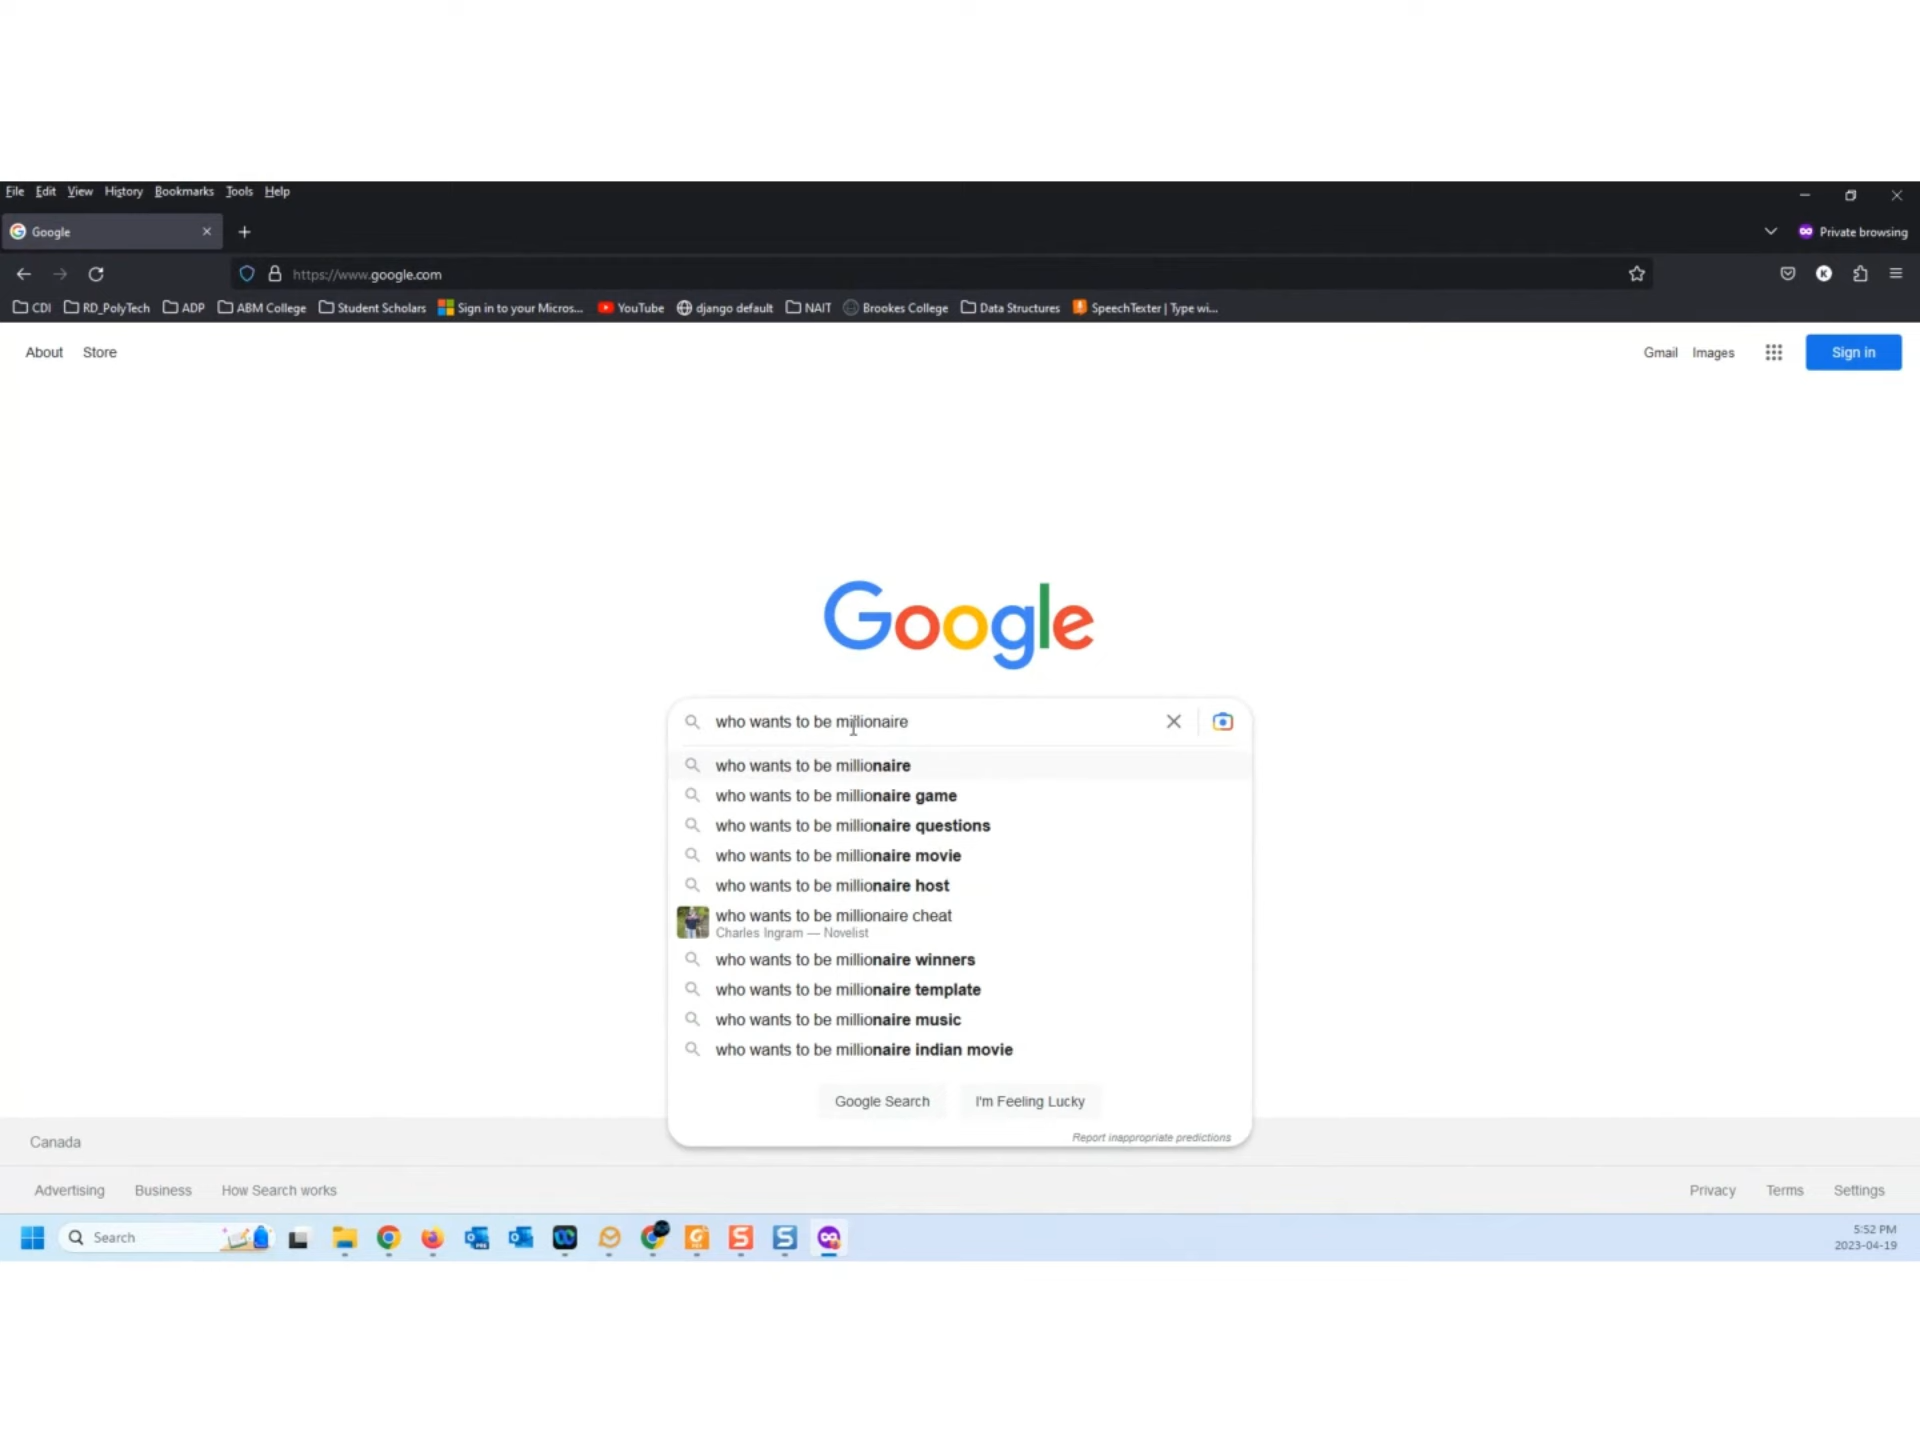 File Edit View History Bookmarks Tools Help
Google
Private browsing
https://www.google.com
CDI RD_PolyTech ADP ABM College Student Scholars Sign in to your Micros... YouTube django default NAIT Brookes College Data Structures SpeechTexter | Type wi...
About Store Gmail Images Sign in
Google
who wants to be millionaire
who wants to be millionaire
who wants to be millionaire game
who wants to be millionaire questions
who wants to be millionaire movie
who wants to be millionaire host
who wants to be millionaire cheat
Charles Ingram — Novelist
who wants to be millionaire winners
who wants to be millionaire template
who wants to be millionaire music
who wants to be millionaire indian movie
Google Search I'm Feeling Lucky
Report inappropriate predictions
Canada
Advertising Business How Search works Privacy Terms Settings
Search
5:52 PM
2023-04-19